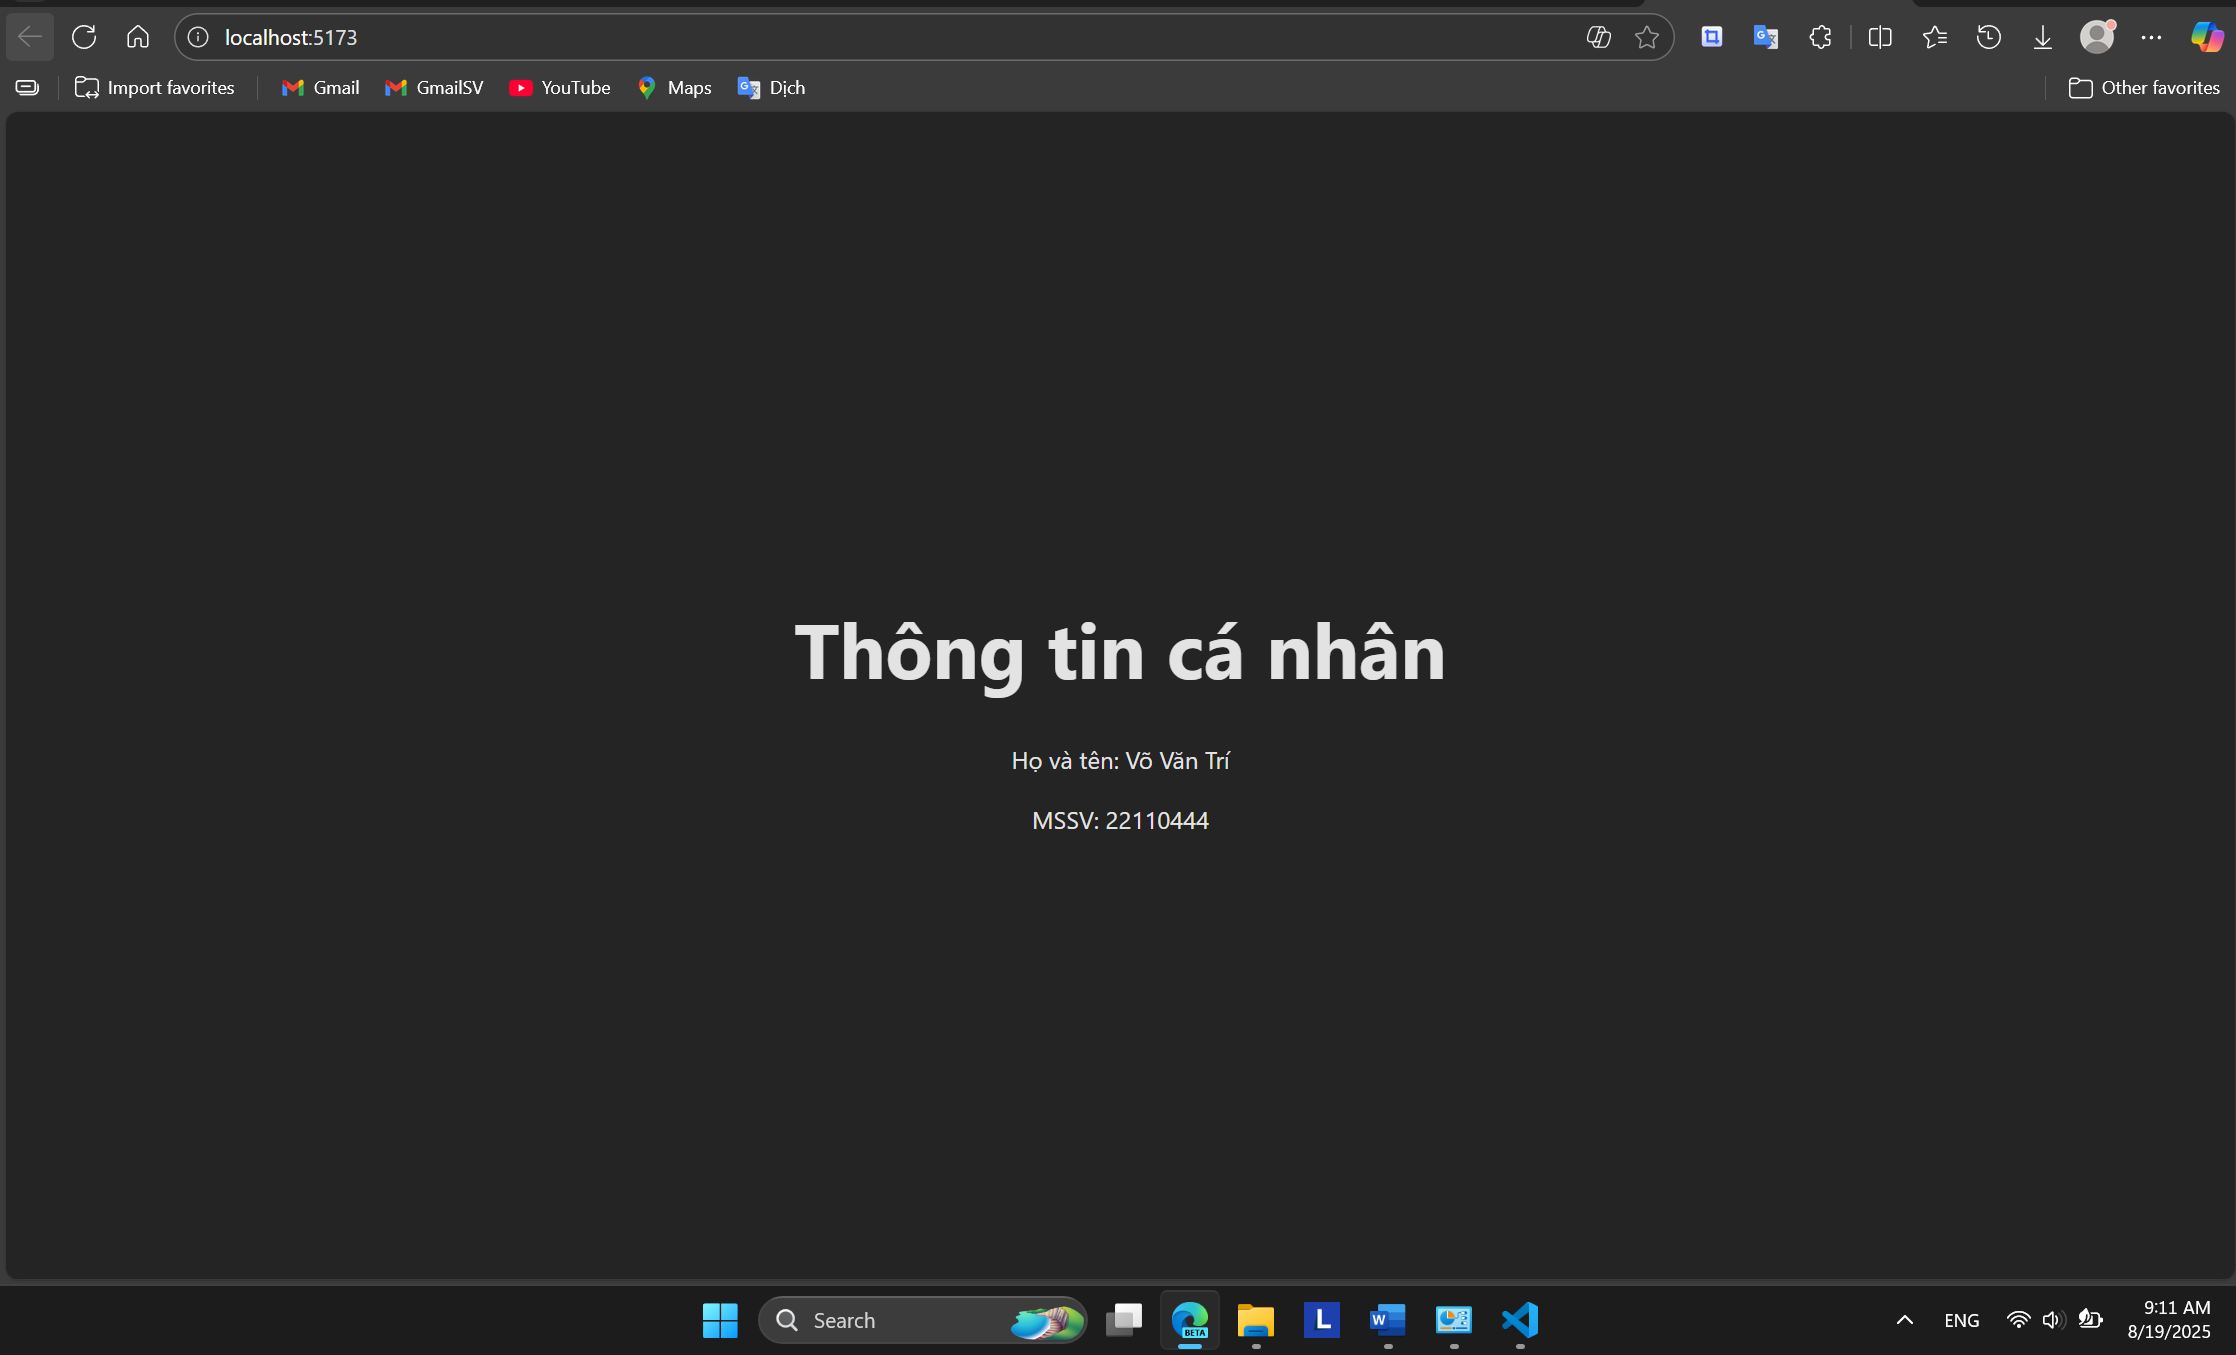 localhost:5173
Import favorites
Gmail
GmailSV
YouTube
Maps
Dịch
Other favorites
Thông tin cá nhân
Họ và tên: Võ Văn Trí
MSSV: 22110444
Search
BETA
L
W
ENG
9:11 AM
8/19/2025